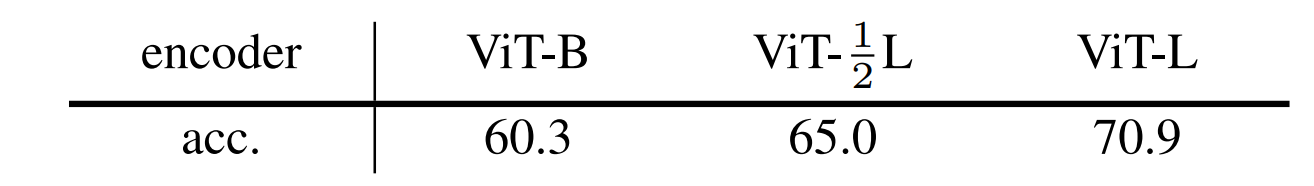 encoder ViT-B ViT-½L ViT-L
acc. 60.3 65.0 70.9